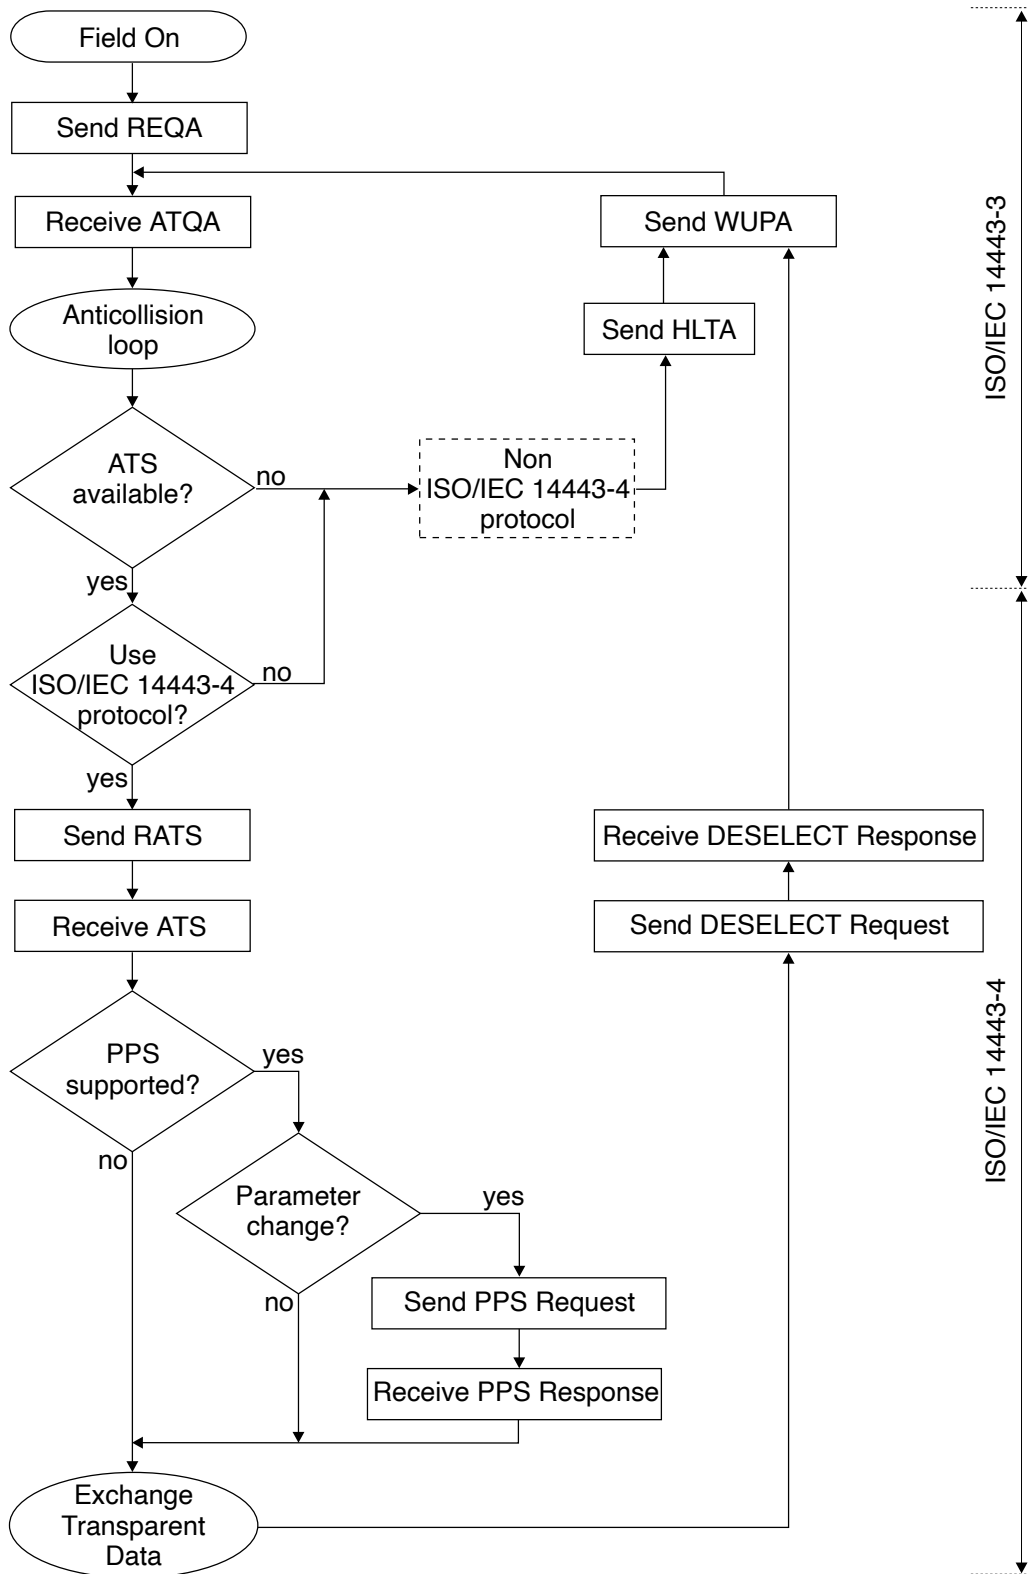 Field On
Send REQA
Receive ATQA
Send WUPA
Anticollision
loop
Send HLTA
ATS
available?
no
Non
ISO/IEC 14443-4
protocol
yes
Use
ISO/IEC 14443-4
protocol?
no
yes
Send RATS
Receive DESELECT Response
Receive ATS
Send DESELECT Request
PPS
supported?
yes
no
Parameter
change?
yes
no
Send PPS Request
Receive PPS Response
Exchange
Transparent
Data
ISO/IEC 14443-3
ISO/IEC 14443-4